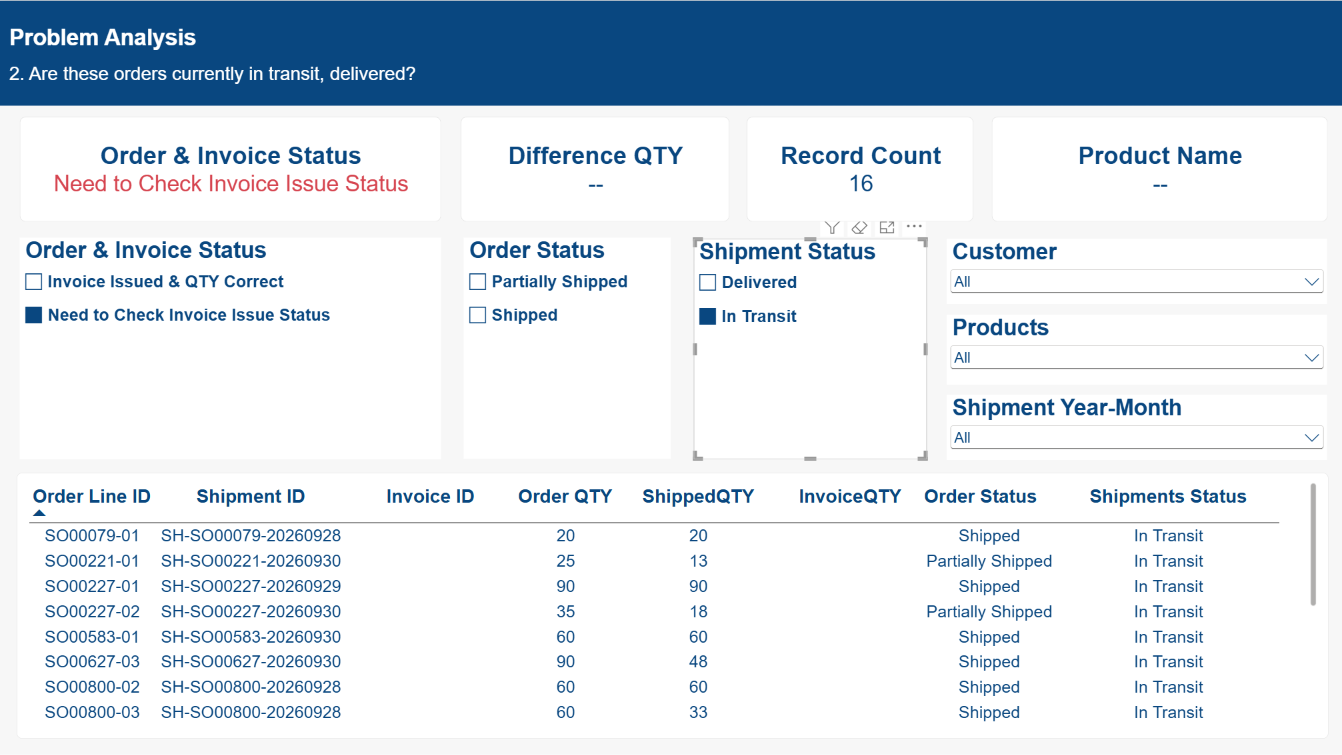 Problem Analysis
2. Are these orders currently in transit, delivered?
Order & Invoice Status
Need to Check Invoice Issue Status
Difference QTY
--
Record Count
16
Product Name
--
Order & Invoice Status
Invoice Issued & QTY Correct
Need to Check Invoice Issue Status
Order Status
Partially Shipped
Shipped
Shipment Status
Delivered
In Transit
Customer
All
Products
All
Shipment Year-Month
All
Order Line ID Shipment ID Invoice ID Order QTY ShippedQTY InvoiceQTY Order Status Shipments Status
SO00079-01 SH-SO00079-20260928 20 20 Shipped In Transit
SO00221-01 SH-SO00221-20260930 25 13 Partially Shipped In Transit
SO00227-01 SH-SO00227-20260929 90 90 Shipped In Transit
SO00227-02 SH-SO00227-20260930 35 18 Partially Shipped In Transit
SO00583-01 SH-SO00583-20260930 60 60 Shipped In Transit
SO00627-03 SH-SO00627-20260930 90 48 Shipped In Transit
SO00800-02 SH-SO00800-20260928 60 60 Shipped In Transit
SO00800-03 SH-SO00800-20260928 60 33 Shipped In Transit